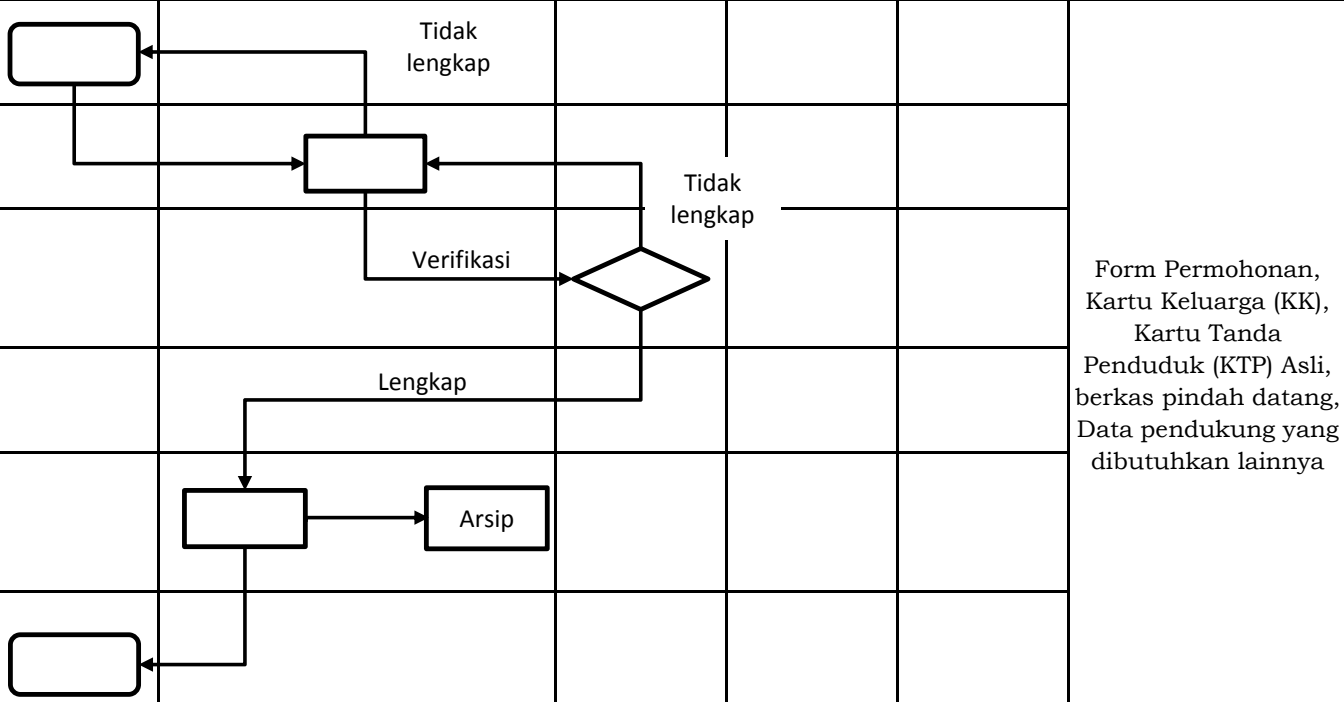 Tidak
lengkap
Tidak
lengkap
Verifikasi
Lengkap
Arsip
Form Permohonan,
Kartu Keluarga (KK),
Kartu Tanda
Penduduk (KTP) Asli,
berkas pindah datang,
Data pendukung yang
dibutuhkan lainnya